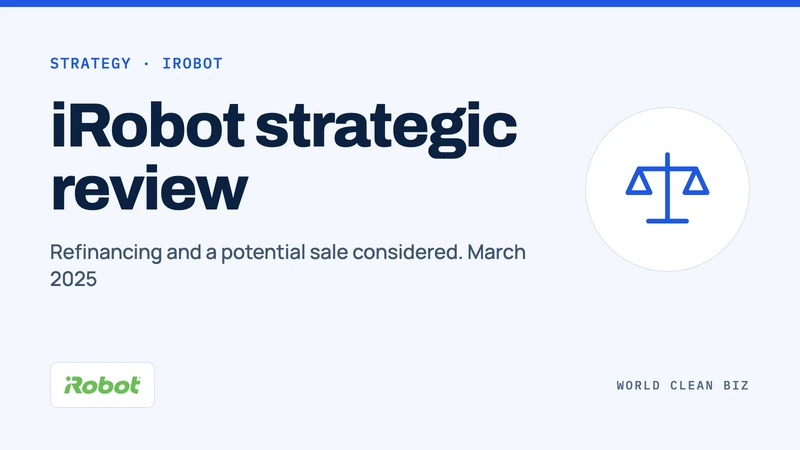 STRATEGY · IROBOT
iRobot strategic
review
Refinancing and a potential sale considered. March
2025
iRobot
WORLD CLEAN BIZ